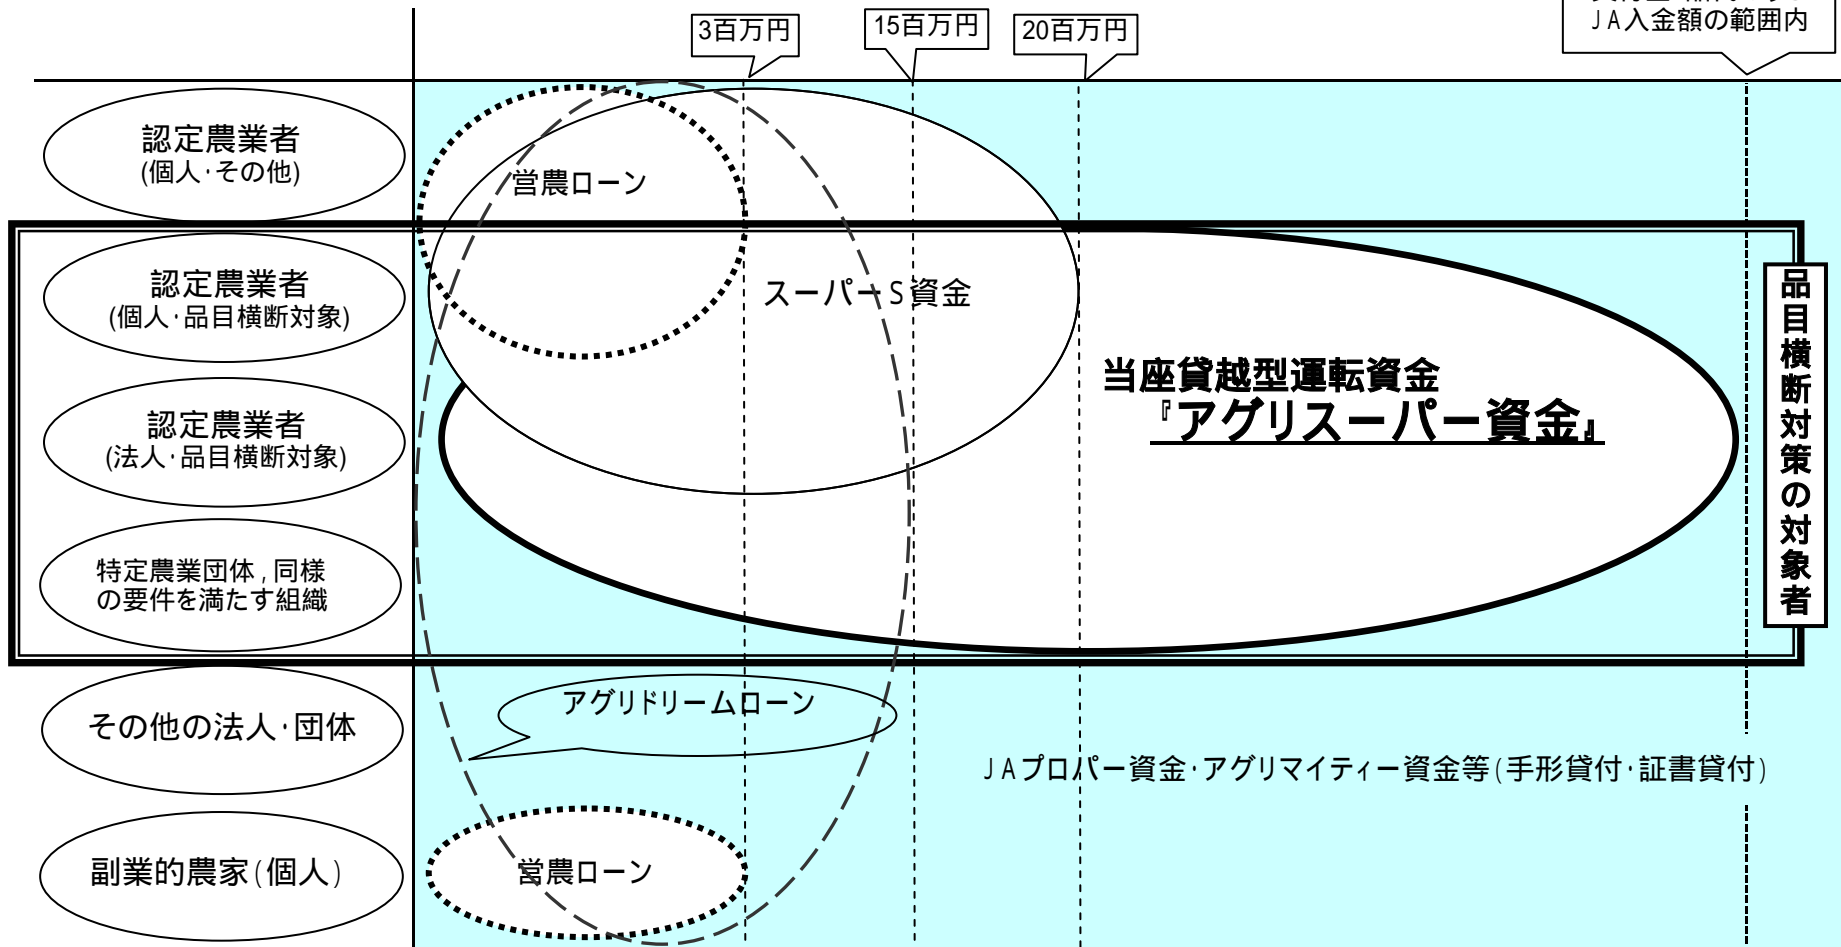 3百万円
15百万円
20百万円
JA入金額の範囲内
認定農業者
(個人・その他)
営農ローン
認定農業者
(個人・品目横断対象)
スーパーS資金
当座貸越型運転資金
『アグリスーパー資金』
品目横断対策の対象者
認定農業者
(法人・品目横断対象)
特定農業団体,同様
の要件を満たす組織
その他の法人・団体
アグリドリームローン
JAプロパー資金・アグリマイティー資金等(手形貸付・証書貸付)
副業的農家(個人)
営農ローン